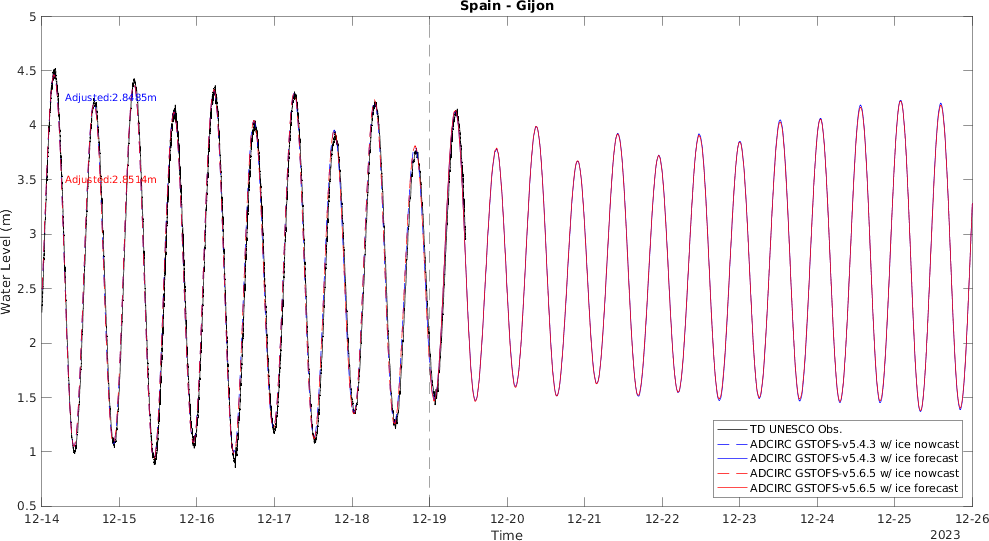 Spain - Gijon
5
4.5
4
3.5
3
2.5
2
1.5
1
0.5
Water Level (m)
Adjusted:2.8485m
Adjusted:2.8514m
TD UNESCO Obs.
ADCIRC GSTOFS-v5.4.3 w/ ice nowcast
ADCIRC GSTOFS-v5.4.3 w/ ice forecast
ADCIRC GSTOFS-v5.6.5 w/ ice nowcast
ADCIRC GSTOFS-v5.6.5 w/ ice forecast
12-14 12-15 12-16 12-17 12-18 12-19 12-20 12-21 12-22 12-23 12-24 12-25 12-26
Time
2023